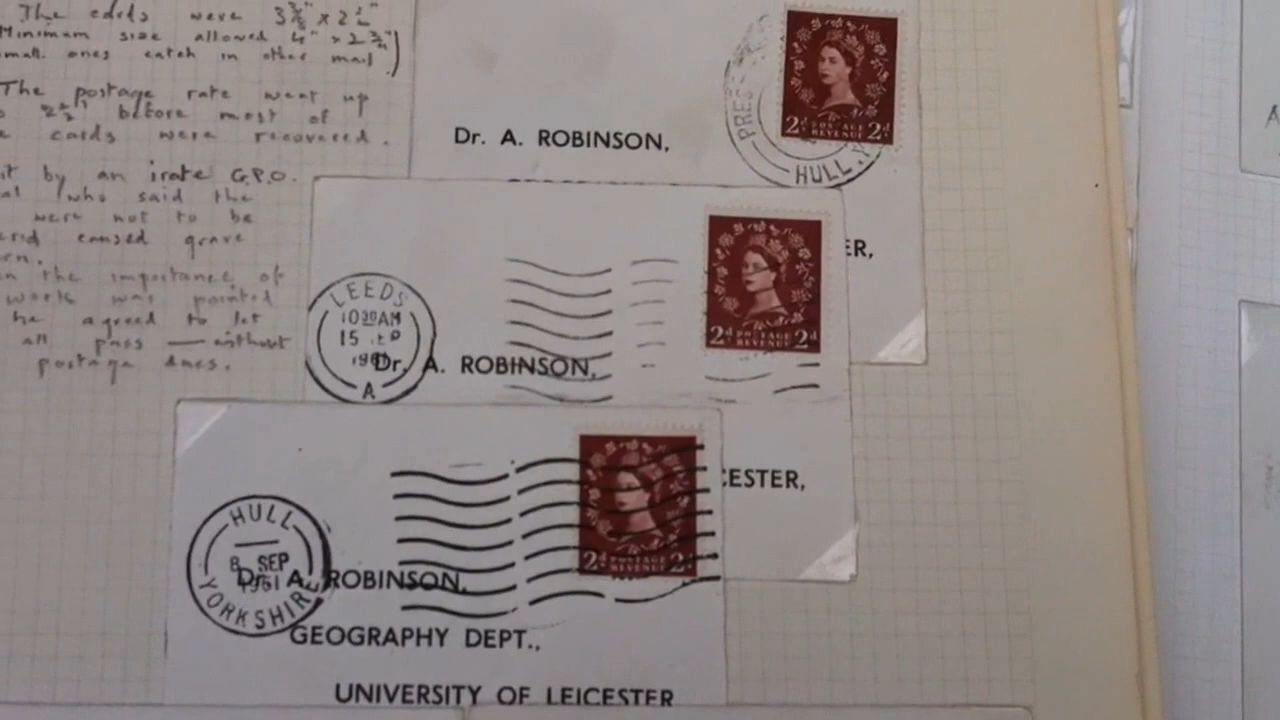 The cards were 3⅞" x 2½"
Minimum size allowed 4" x 2¾")
small ones catch in other mail
The postage rate went up
2½ᵈ before most of
cards were recovered.
it by an irate G.P.O.
who said the
were not to be
caused grave
the importance of
work was pointed
he agreed to let
all pass — without
postage dues.
2ᵈ POSTAGE REVENUE 2ᵈ
HULL, Y
Dr. A. ROBINSON,
ER,
2ᵈ POSTAGE REVENUE 2ᵈ
LEEDS
10 30 AM
15
1961
A
Dr. A. ROBINSON,
CESTER,
2ᵈ POSTAGE REVENUE 2ᵈ
HULL
8 SEP
1961
YORKSHIRE
Dr. A. ROBINSON,
GEOGRAPHY DEPT.,
UNIVERSITY OF LEICESTER